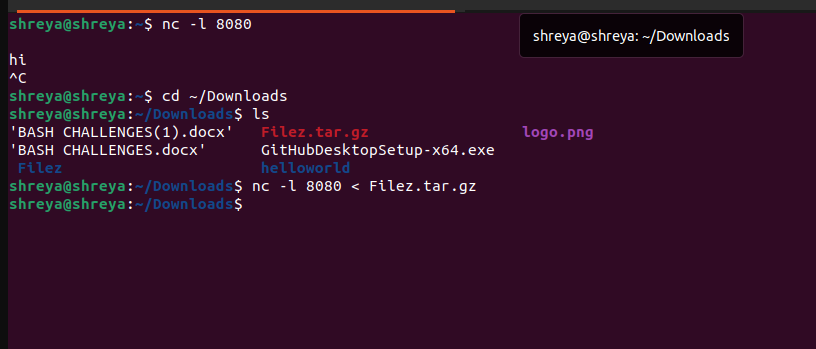 shreya@shreya:~$ nc -l 8080
shreya@shreya: ~/Downloads
hi
^C
shreya@shreya:~$ cd ~/Downloads
shreya@shreya:~/Downloads$ ls
'BASH CHALLENGES(1).docx' Filez.tar.gz logo.png
'BASH CHALLENGES.docx' GitHubDesktopSetup-x64.exe
Filez helloworld
shreya@shreya:~/Downloads$ nc -l 8080 < Filez.tar.gz
shreya@shreya:~/Downloads$